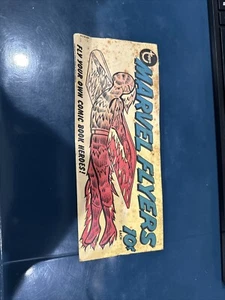 MARVEL FLYERS
10¢
FLY YOUR OWN COMIC BOOK HEROES!